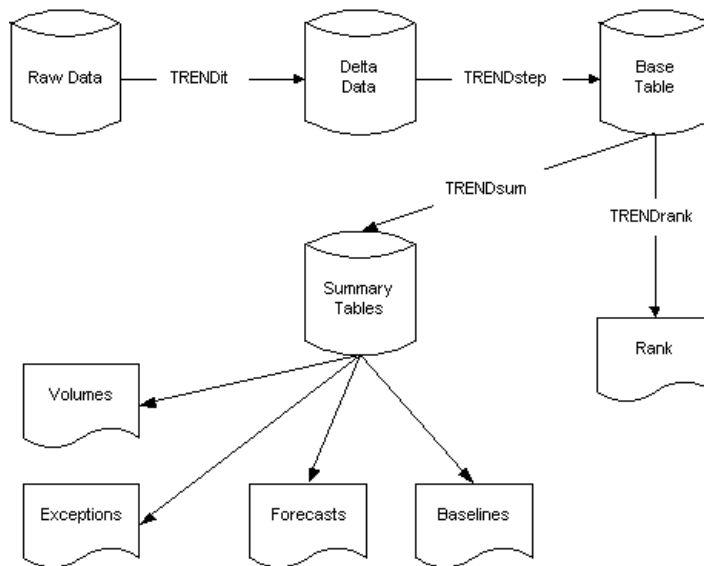 Raw Data
TRENDit
Delta
Data
TRENDstep
Base
Table
TRENDsum
TRENDrank
Summary
Tables
Rank
Volumes
Exceptions
Forecasts
Baselines